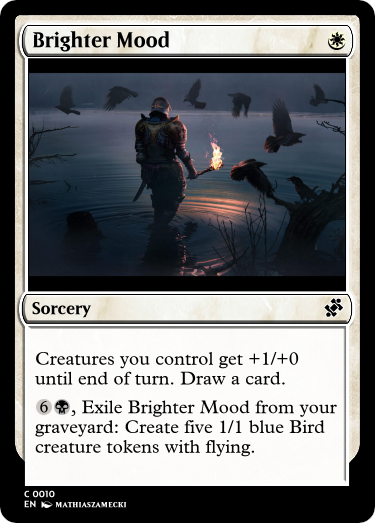 Brighter Mood
Sorcery
Creatures you control get +1/+0
until end of turn. Draw a card.
6, Exile Brighter Mood from your
graveyard: Create five 1/1 blue Bird
creature tokens with flying.
C 0010
EN MATHIASZAMECKI